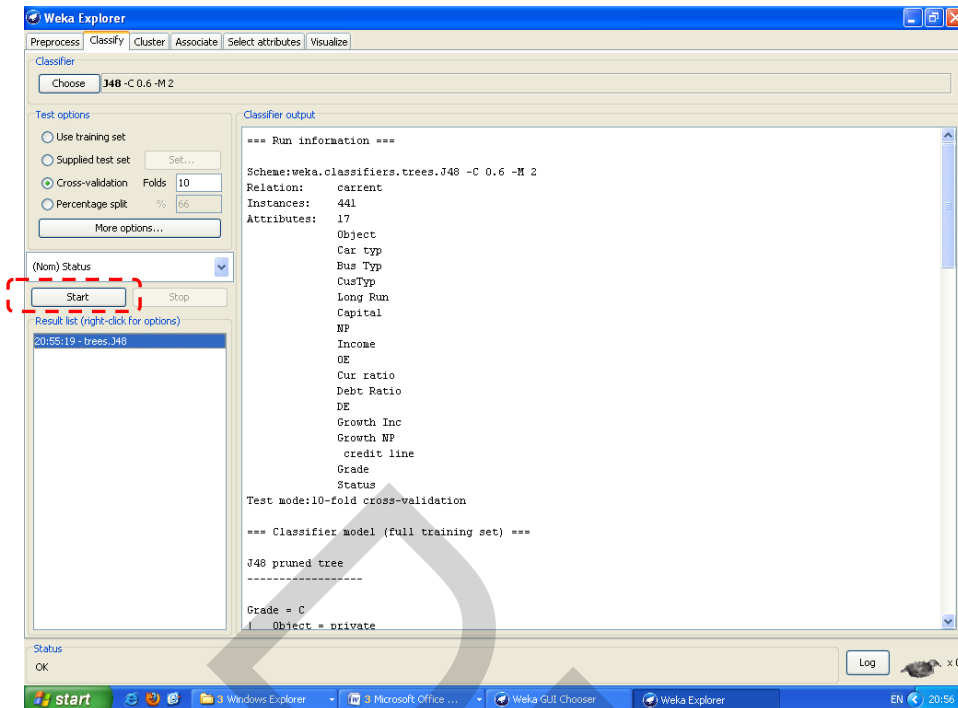 Weka Explorer
Preprocess Classify Cluster Associate Select attributes Visualize
Classifier
Choose J48 -C 0.6 -M 2
Test options
Use training set
Supplied test set Set...
Cross-validation Folds 10
Percentage split % 66
More options...
(Nom) Status
Start Stop
Result list (right-click for options)
20:55:19 - trees.J48
Classifier output
=== Run information ===
Scheme:weka.classifiers.trees.J48 -C 0.6 -M 2
Relation: carrent
Instances: 441
Attributes: 17
Object
Car typ
Bus Typ
CusTyp
Long Run
Capital
NP
Income
OE
Cur ratio
Debt Ratio
DE
Growth Inc
Growth NP
credit line
Grade
Status
Test mode:10-fold cross-validation
=== Classifier model (full training set) ===
J48 pruned tree
------------------
Grade = C
| Object = private
Status
OK
Log x 0
start 3 Windows Explorer 3 Microsoft Office ... Weka GUI Chooser Weka Explorer EN 20:56